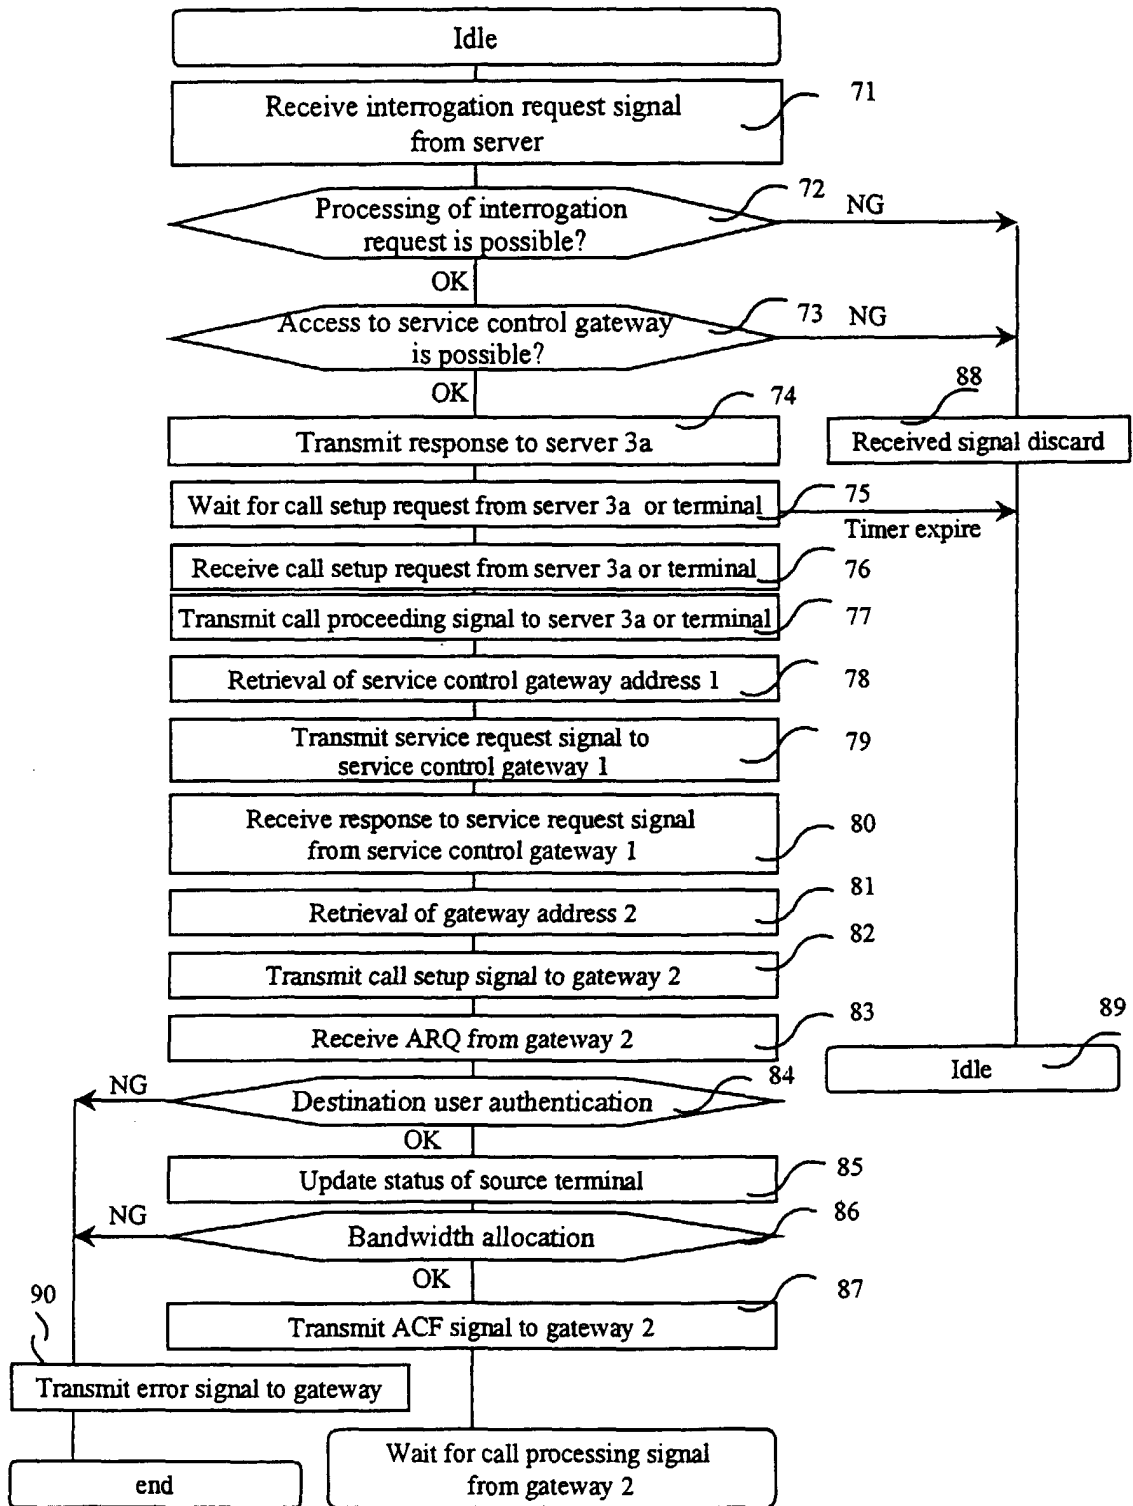 Idle
Receive interrogation request signal
from server
71
Processing of interrogation
request is possible?
72
NG
OK
Access to service control gateway
is possible?
73
NG
OK
74
88
Transmit response to server 3a
Received signal discard
Wait for call setup request from server 3a or terminal
75
Timer expire
Receive call setup request from server 3a or terminal
76
Transmit call proceeding signal to server 3a or terminal
77
Retrieval of service control gateway address 1
78
Transmit service request signal to
service control gateway 1
79
Receive response to service request signal
from service control gateway 1
80
81
Retrieval of gateway address 2
82
Transmit call setup signal to gateway 2
83
Receive ARQ from gateway 2
89
Idle
84
NG
Destination user authentication
OK
85
Update status of source terminal
NG
86
Bandwidth allocation
OK
87
90
Transmit ACF signal to gateway 2
Transmit error signal to gateway
Wait for call processing signal
from gateway 2
end